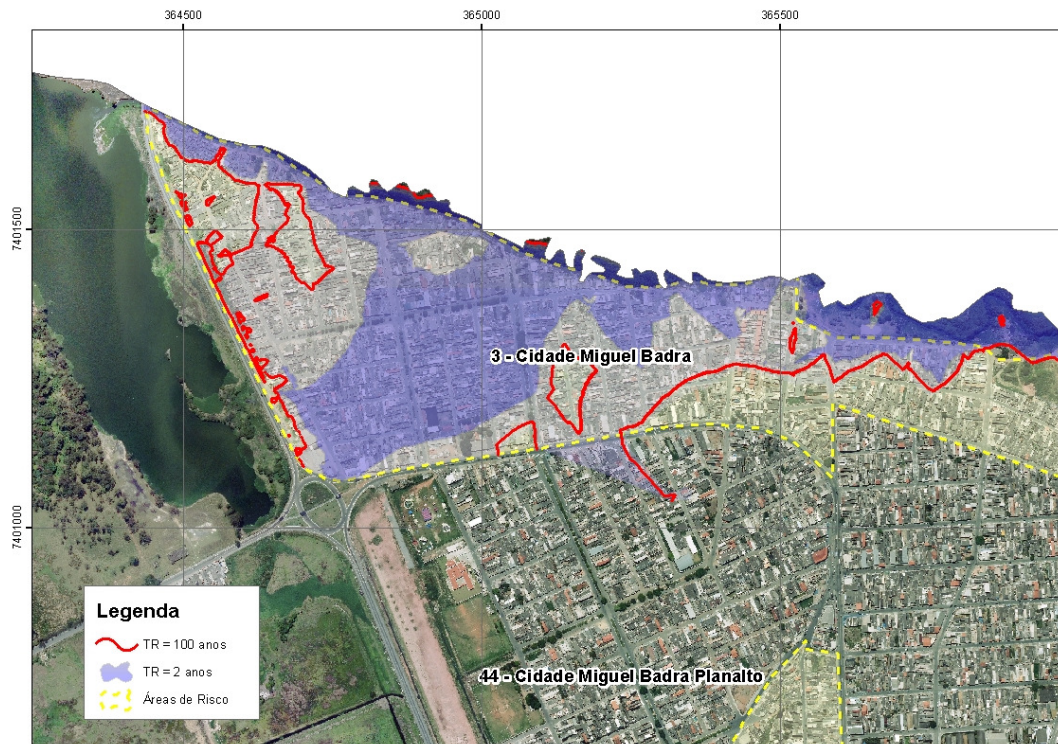 364500
365000
365500
7401500
3 - Cidade Miguel Badra
7401000
Legenda
TR = 100 anos
TR = 2 anos
Áreas de Risco
44 - Cidade Miguel Badra Planalto